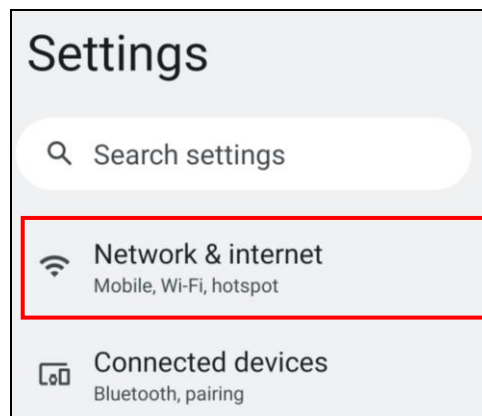 Settings
Search settings
Network & internet
Mobile, Wi-Fi, hotspot
Connected devices
Bluetooth, pairing